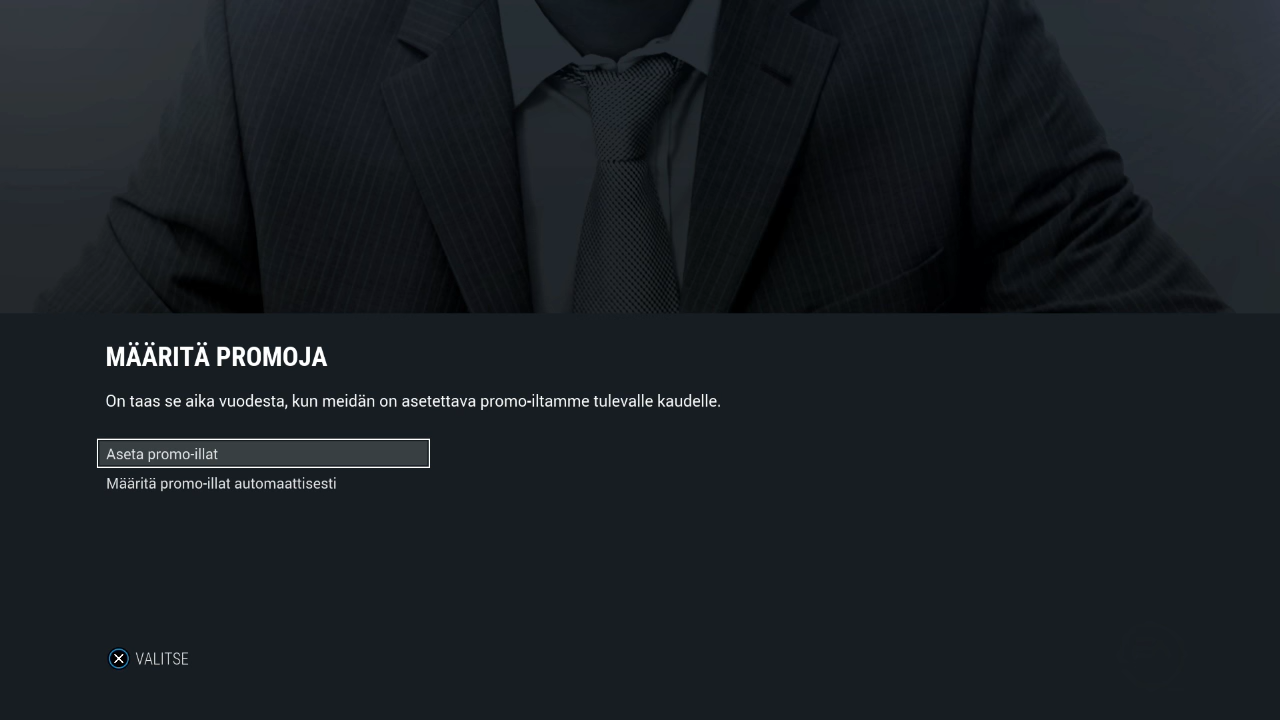 MÄÄRITÄ PROMOJA
On taas se aika vuodesta, kun meidän on asetettava promo-iltamme tulevalle kaudelle.
Aseta promo-illat
Määritä promo-illat automaattisesti
VALITSE